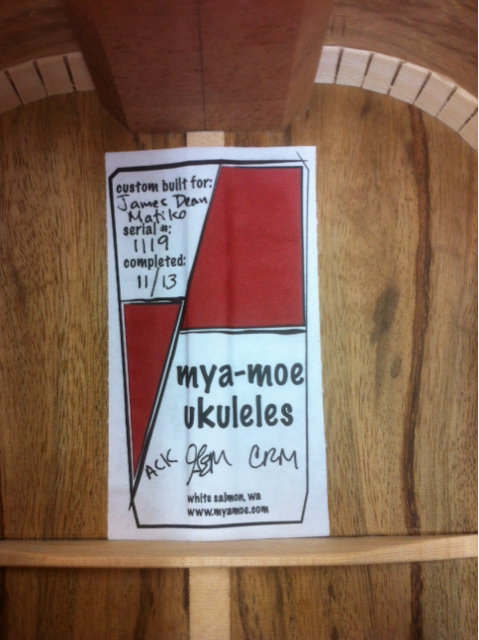 custom built for:
James Dean
Matiko
serial #:
1119
completed:
11/13
mya-moe
ukuleles
ACK CRM
white salmon, wa
www.myamoe.com